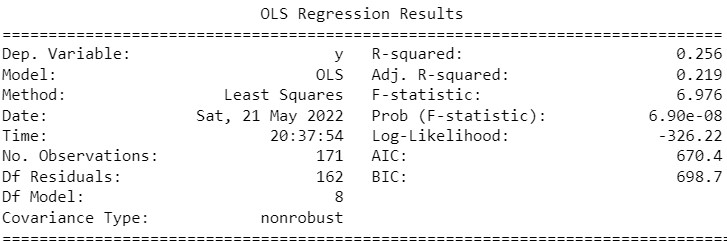 OLS Regression Results
==============================================================================
Dep. Variable:                      y   R-squared:                       0.256
Model:                            OLS   Adj. R-squared:                  0.219
Method:                 Least Squares   F-statistic:                     6.976
Date:                Sat, 21 May 2022   Prob (F-statistic):           6.90e-08
Time:                        20:37:54   Log-Likelihood:                -326.22
No. Observations:                 171   AIC:                             670.4
Df Residuals:                     162   BIC:                             698.7
Df Model:                           8
Covariance Type:            nonrobust
==============================================================================